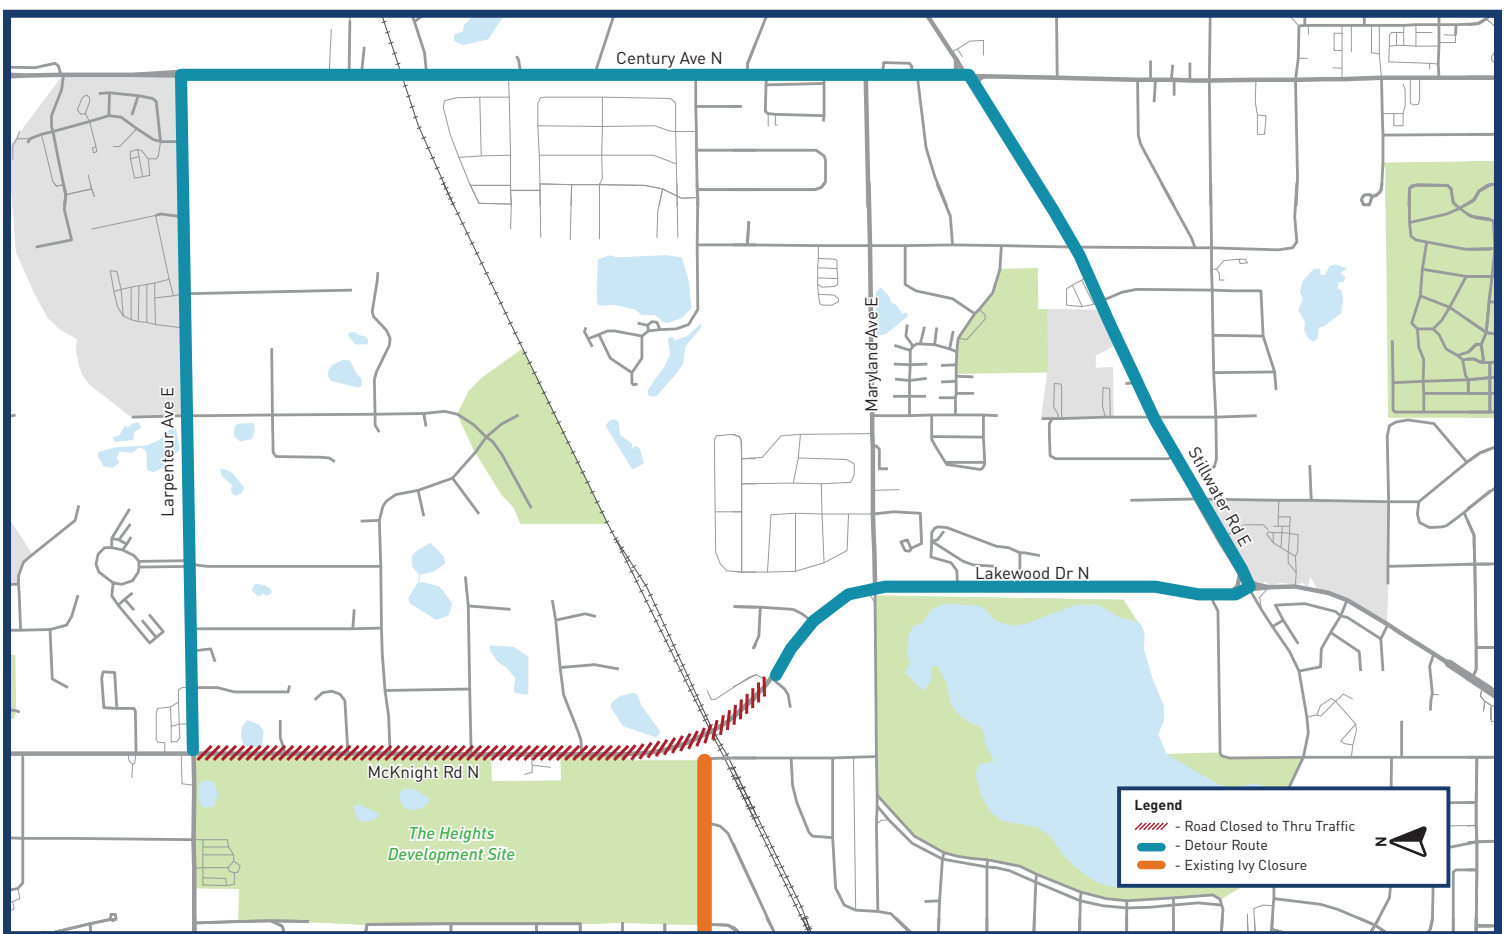 Century Ave N
Maryland Ave E
Larpenteur Ave E
Stillwater Rd E
Lakewood Dr N
McKnight Rd N
The Heights
Development Site
Legend
- Road Closed to Thru Traffic
- Detour Route
- Existing Ivy Closure
N